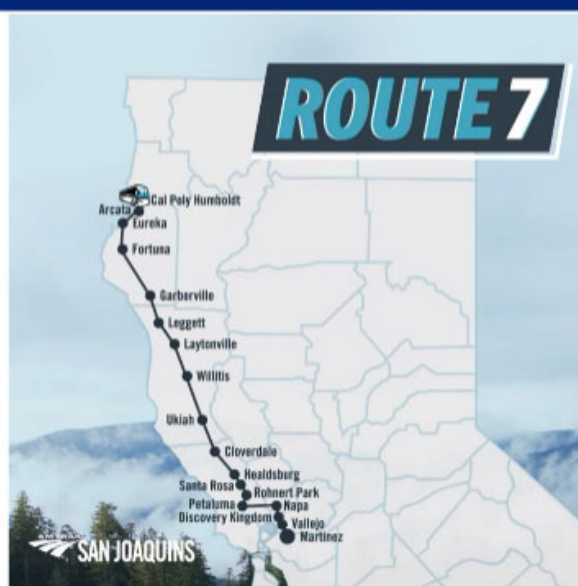 ROUTE 7
Cal Poly Humboldt
Arcata
Eureka
Fortuna
Garberville
Leggett
Laytonville
Willitis
Ukiah
Cloverdale
Healdsburg
Santa Rosa
Rohnert Park
Petaluma
Napa
Discovery Kingdom
Vallejo
Martinez
AMTRAK
SAN JOAQUINS